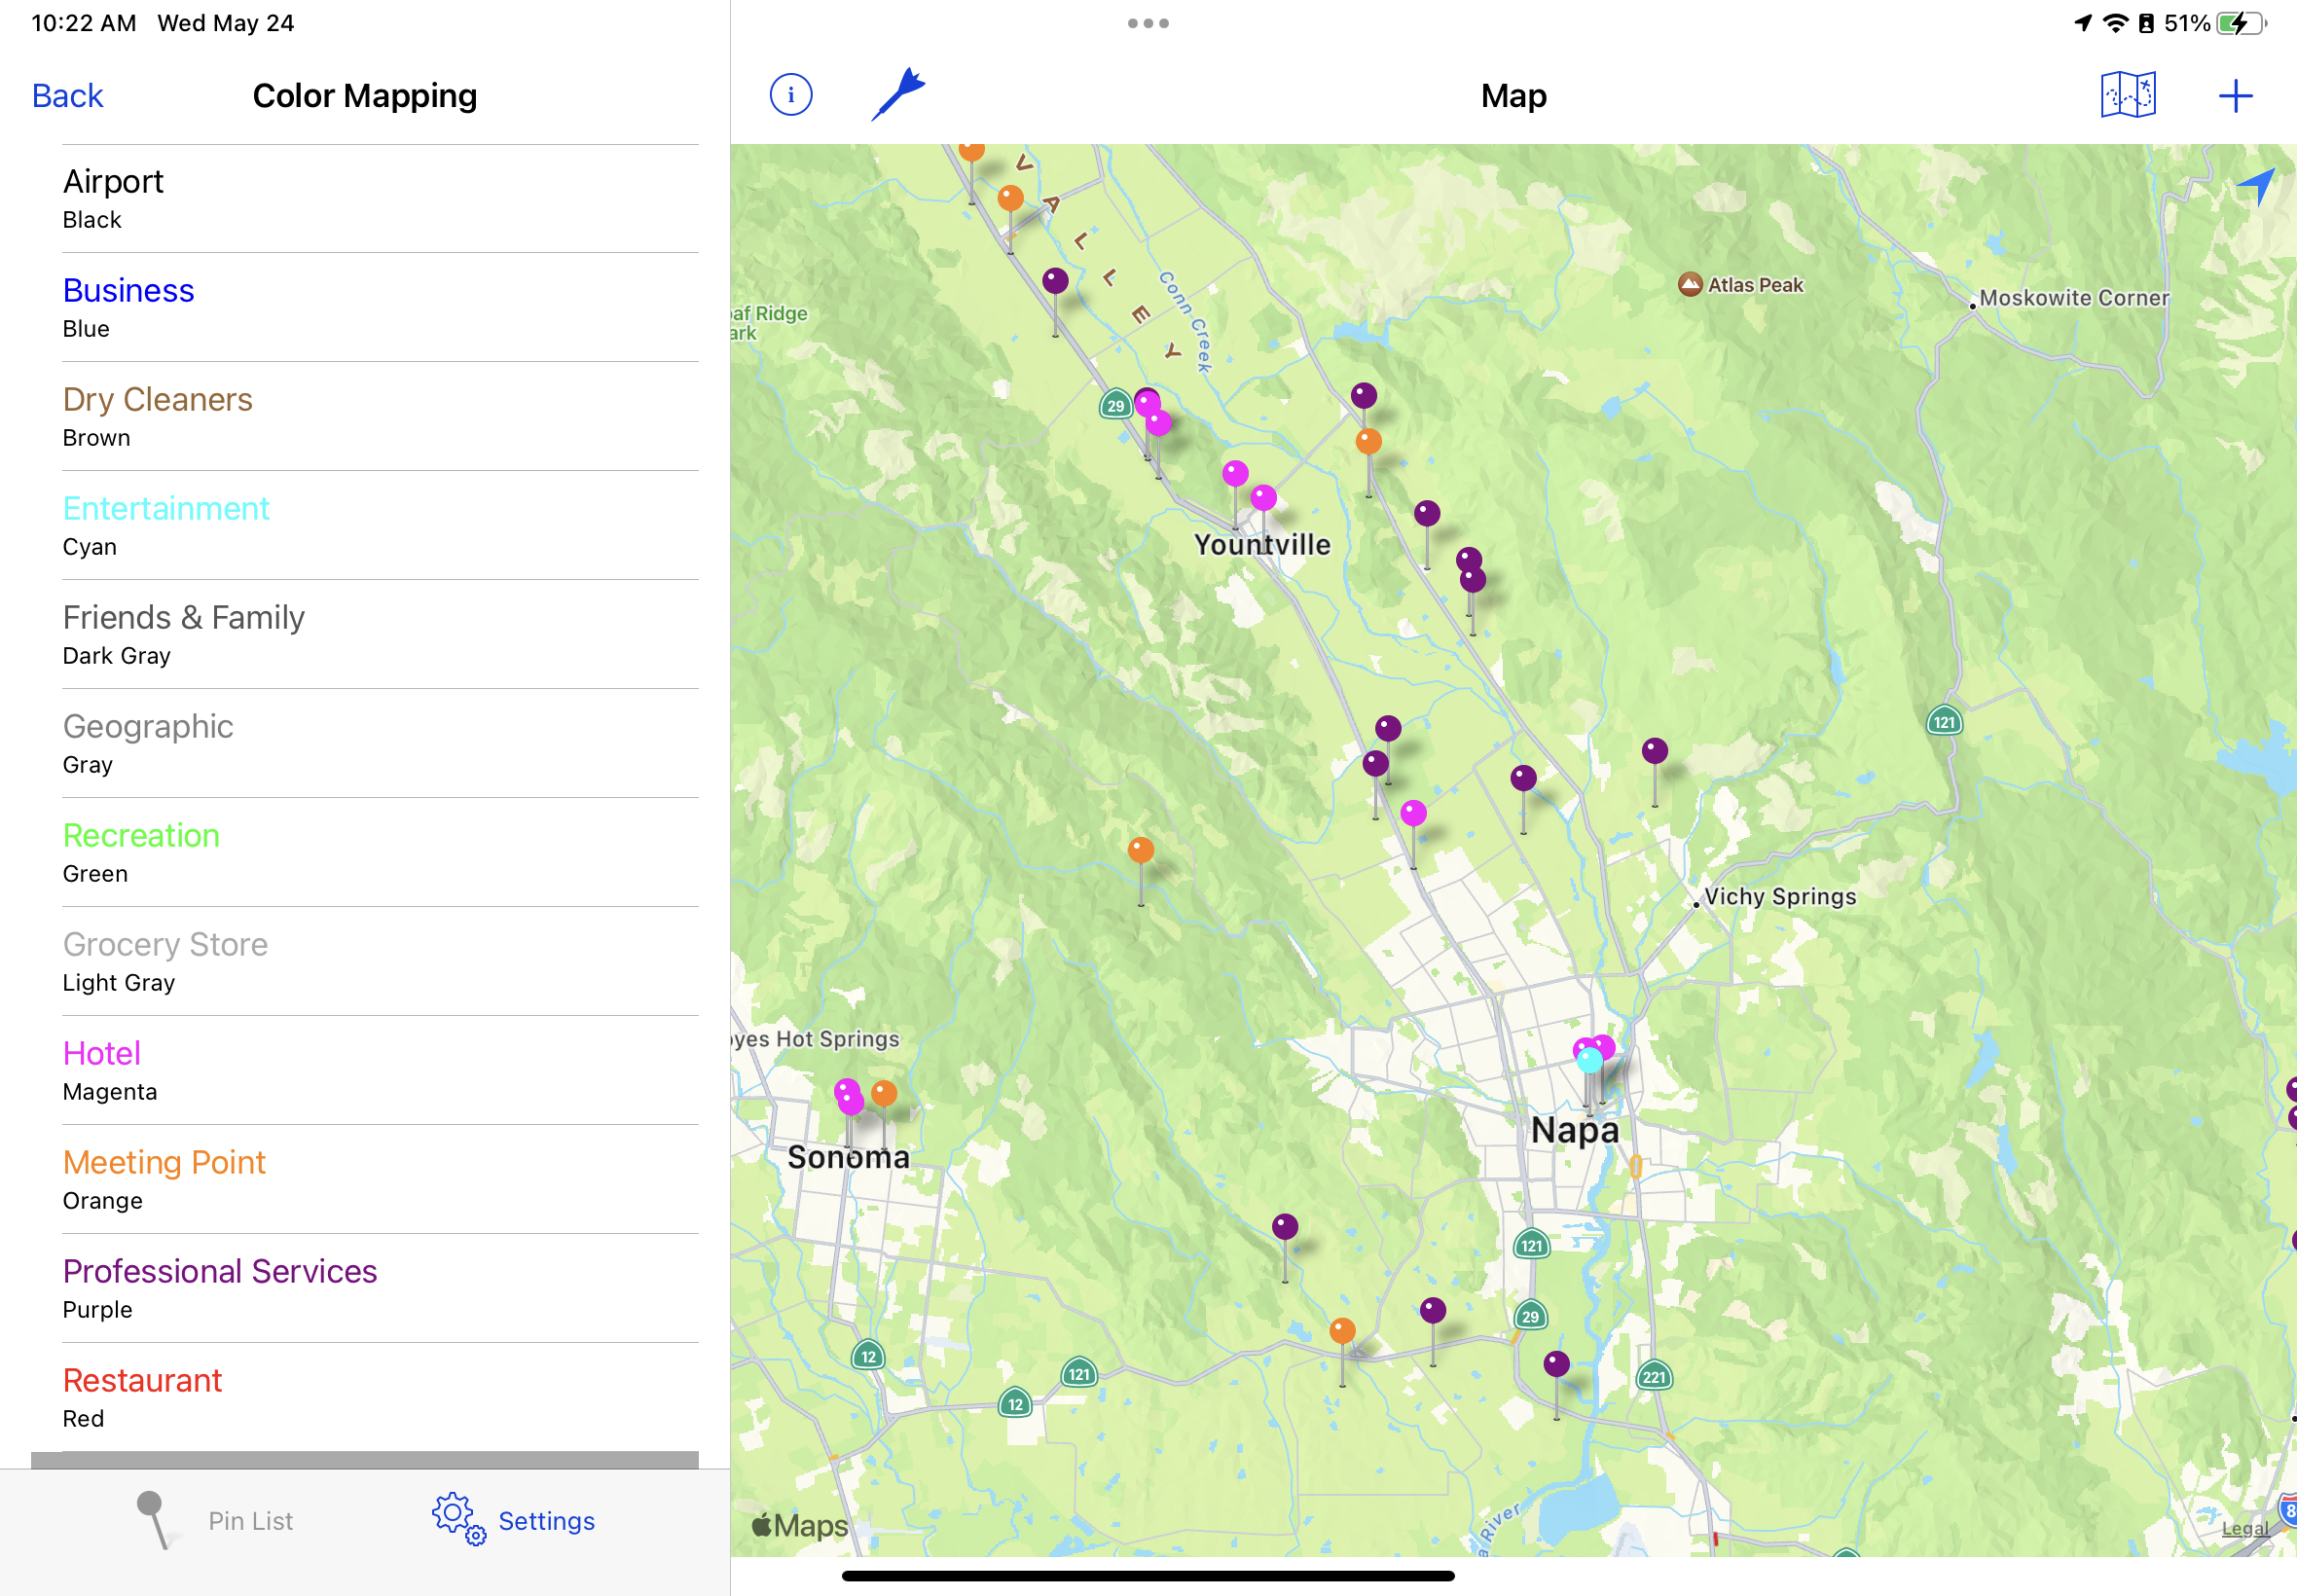 10:22 AM Wed May 24
51%
Back
Color Mapping
Map
Airport
Black
Business
Blue
Dry Cleaners
Brown
Entertainment
Cyan
Friends & Family
Dark Gray
Geographic
Gray
Recreation
Green
Grocery Store
Light Gray
Hotel
Magenta
Meeting Point
Orange
Professional Services
Purple
Restaurant
Red
Pin List
Settings
VALLEY
Conn Creek
Atlas Peak
Moskowite Corner
af Ridge
ark
29
Yountville
121
Vichy Springs
yes Hot Springs
Sonoma
Napa
121
29
12
121
12
221
River
8
Maps
Legal